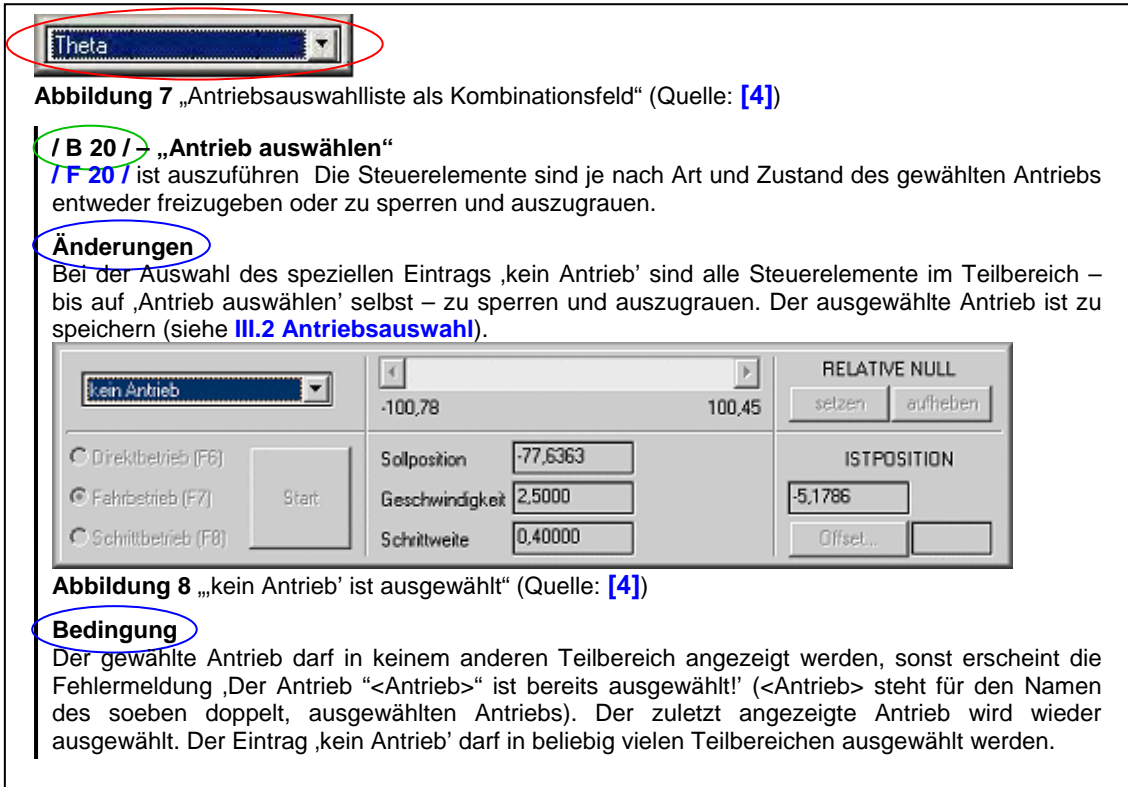 Theta
Abbildung 7 „Antriebsauswahlliste als Kombinationsfeld“ (Quelle: [4])
/ B 20 / – „Antrieb auswählen“
/ F 20 / ist auszuführen Die Steuerelemente sind je nach Art und Zustand des gewählten Antriebs
entweder freizugeben oder zu sperren und auszugrauen.
Änderungen
Bei der Auswahl des speziellen Eintrags ‚kein Antrieb’ sind alle Steuerelemente im Teilbereich –
bis auf ‚Antrieb auswählen’ selbst – zu sperren und auszugrauen. Der ausgewählte Antrieb ist zu
speichern (siehe III.2 Antriebsauswahl).
kein Antrieb
-100,78 100,45
RELATIVE NULL
setzen aufheben
Direktbetrieb (F6)
Fahrbetrieb (F7)
Schrittbetrieb (F8)
Start
Sollposition -77,6363
Geschwindigkeit 2,5000
Schrittweite 0,40000
ISTPOSITION
-5,1786
Offset...
Abbildung 8 „‚kein Antrieb’ ist ausgewählt“ (Quelle: [4])
Bedingung
Der gewählte Antrieb darf in keinem anderen Teilbereich angezeigt werden, sonst erscheint die
Fehlermeldung ‚Der Antrieb “<Antrieb>“ ist bereits ausgewählt!’ (<Antrieb> steht für den Namen
des soeben doppelt, ausgewählten Antriebs). Der zuletzt angezeigte Antrieb wird wieder
ausgewählt. Der Eintrag ‚kein Antrieb’ darf in beliebig vielen Teilbereichen ausgewählt werden.